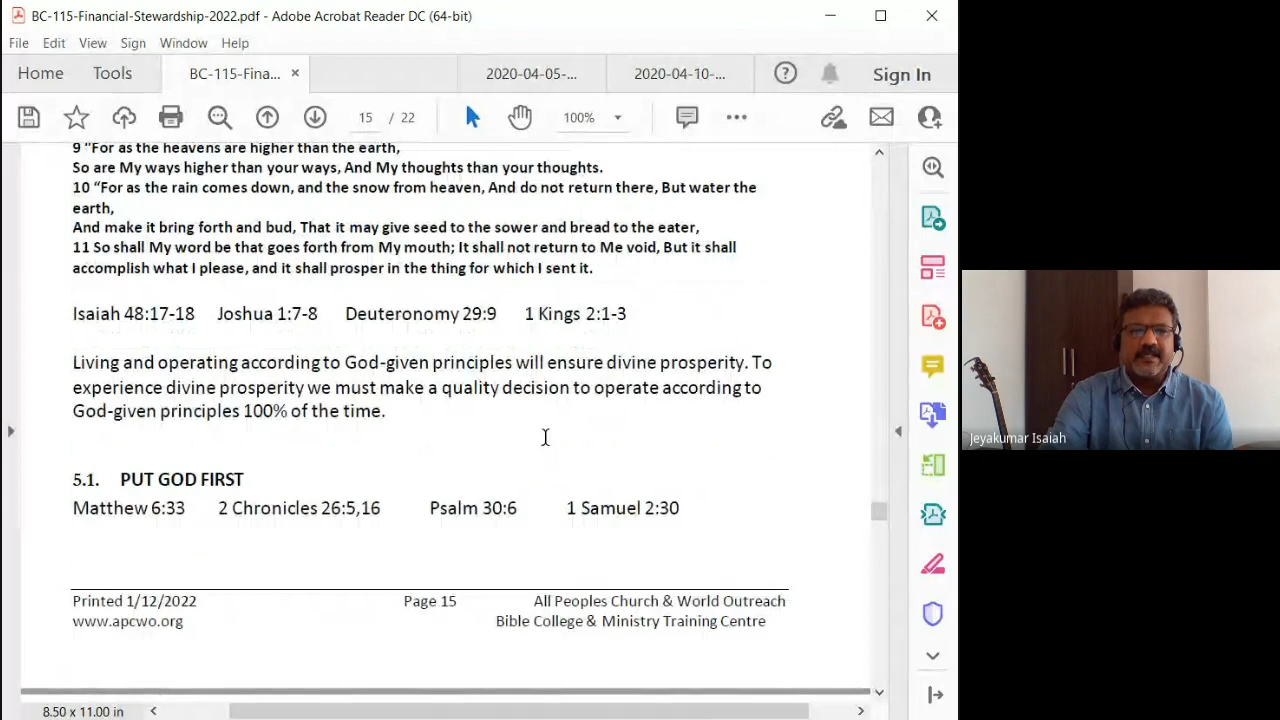 BC-115-Financial-Stewardship-2022.pdf - Adobe Acrobat Reader DC (64-bit)
File Edit View Sign Window Help
Home Tools BC-115-Fina... × 2020-04-05-... 2020-04-10-... Sign In
15 / 22 100%
9 “For as the heavens are higher than the earth,
So are My ways higher than your ways, And My thoughts than your thoughts.
10 “For as the rain comes down, and the snow from heaven, And do not return there, But water the
earth,
And make it bring forth and bud, That it may give seed to the sower and bread to the eater,
11 So shall My word be that goes forth from My mouth; It shall not return to Me void, But it shall
accomplish what I please, and it shall prosper in the thing for which I sent it.
Isaiah 48:17-18 Joshua 1:7-8 Deuteronomy 29:9 1 Kings 2:1-3
Living and operating according to God-given principles will ensure divine prosperity. To
experience divine prosperity we must make a quality decision to operate according to
God-given principles 100% of the time.
5.1. PUT GOD FIRST
Matthew 6:33 2 Chronicles 26:5,16 Psalm 30:6 1 Samuel 2:30
Printed 1/12/2022 Page 15 All Peoples Church & World Outreach
www.apcwo.org Bible College & Ministry Training Centre
8.50 x 11.00 in
Jeyakumar Isaiah